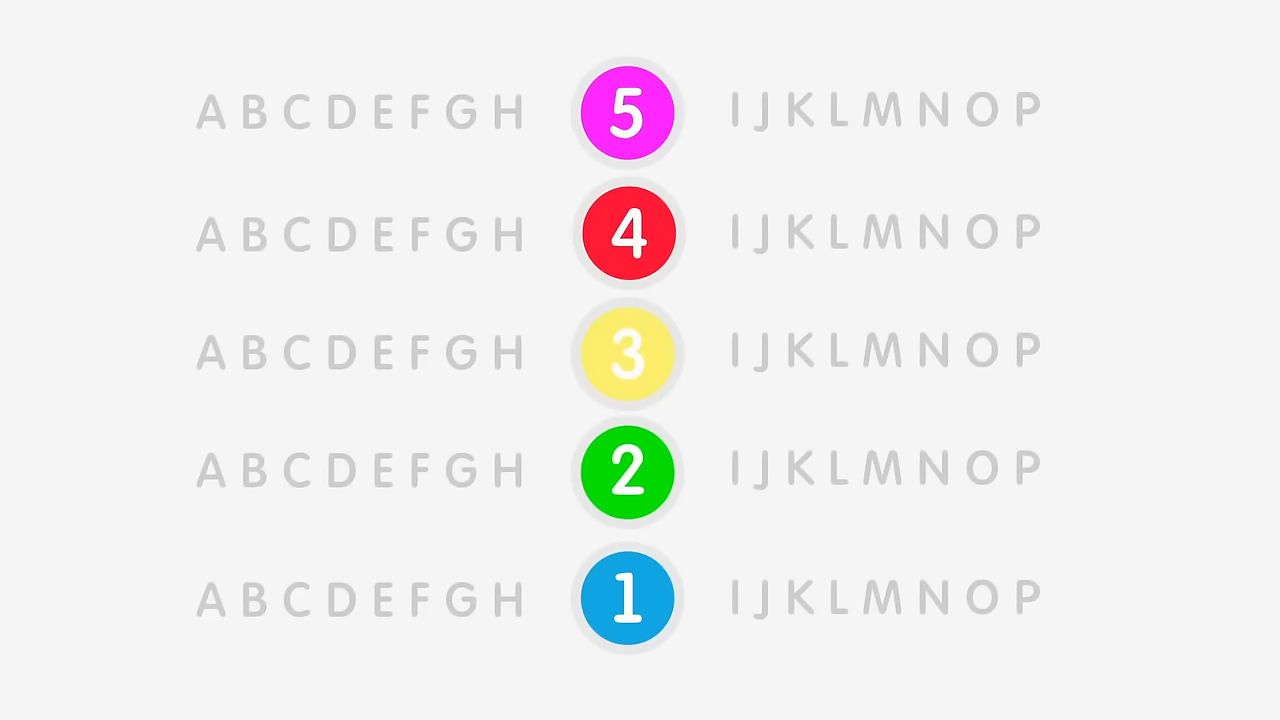 A B C D E F G H 5 I J K L M N O P
A B C D E F G H 4 I J K L M N O P
A B C D E F G H 3 I J K L M N O P
A B C D E F G H 2 I J K L M N O P
A B C D E F G H 1 I J K L M N O P